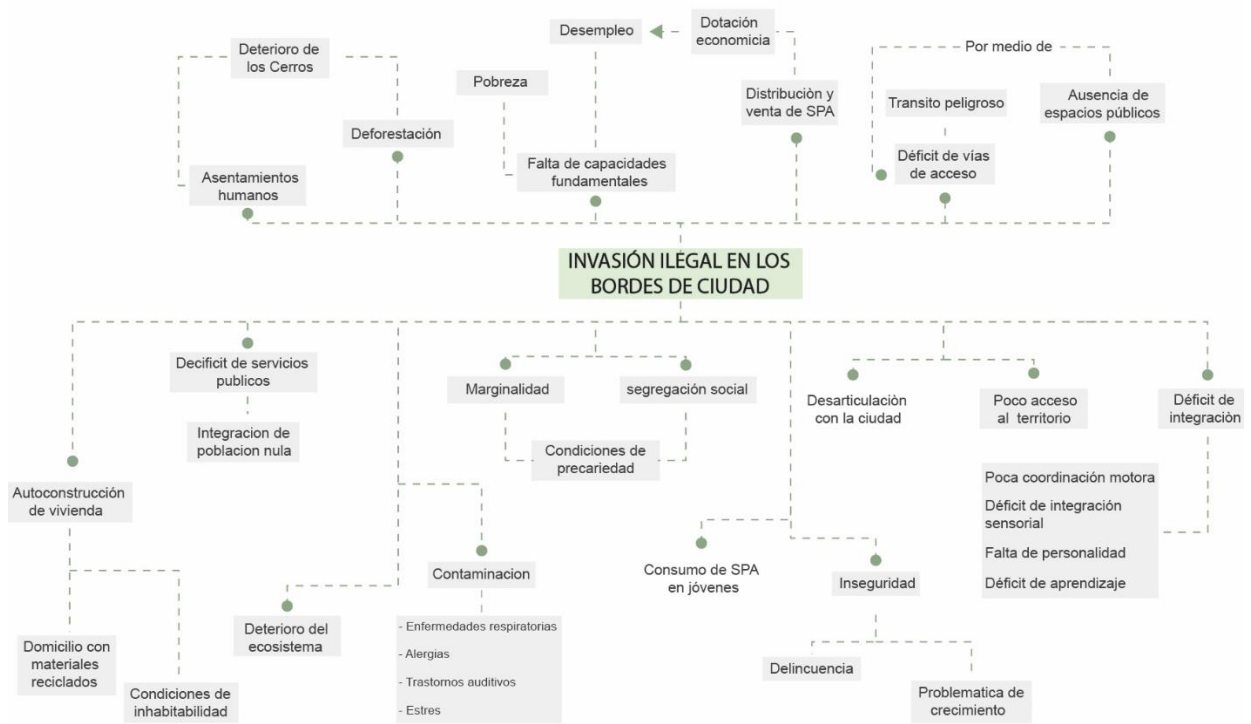 Desempleo
Dotación
economicia
Deterioro de
los Cerros
Por medio de
Pobreza
Distribuciòn y
venta de SPA
Transito peligroso
Ausencia de
espacios públicos
Deforestación
Falta de capacidades
fundamentales
Déficit de vías
de acceso
Asentamientos
humanos
INVASIÓN ILEGAL EN LOS
BORDES DE CIUDAD
Decificit de servicios
publicos
Integracion de
poblacion nula
Marginalidad
segregación social
Condiciones de
precariedad
Desarticulaciòn
con la ciudad
Poco acceso
al territorio
Déficit de
integraciòn
Poca coordinación motora
Déficit de integración
sensorial
Falta de personalidad
Déficit de aprendizaje
Autoconstrucción
de vivienda
Contaminacion
Consumo de SPA
en jóvenes
Inseguridad
Domicilio con
materiales
reciclados
Condiciones de
inhabitabilidad
Deterioro del
ecosistema
- Enfermedades respiratorias
- Alergias
- Trastornos auditivos
- Estres
Delincuencia
Problematica de
crecimiento